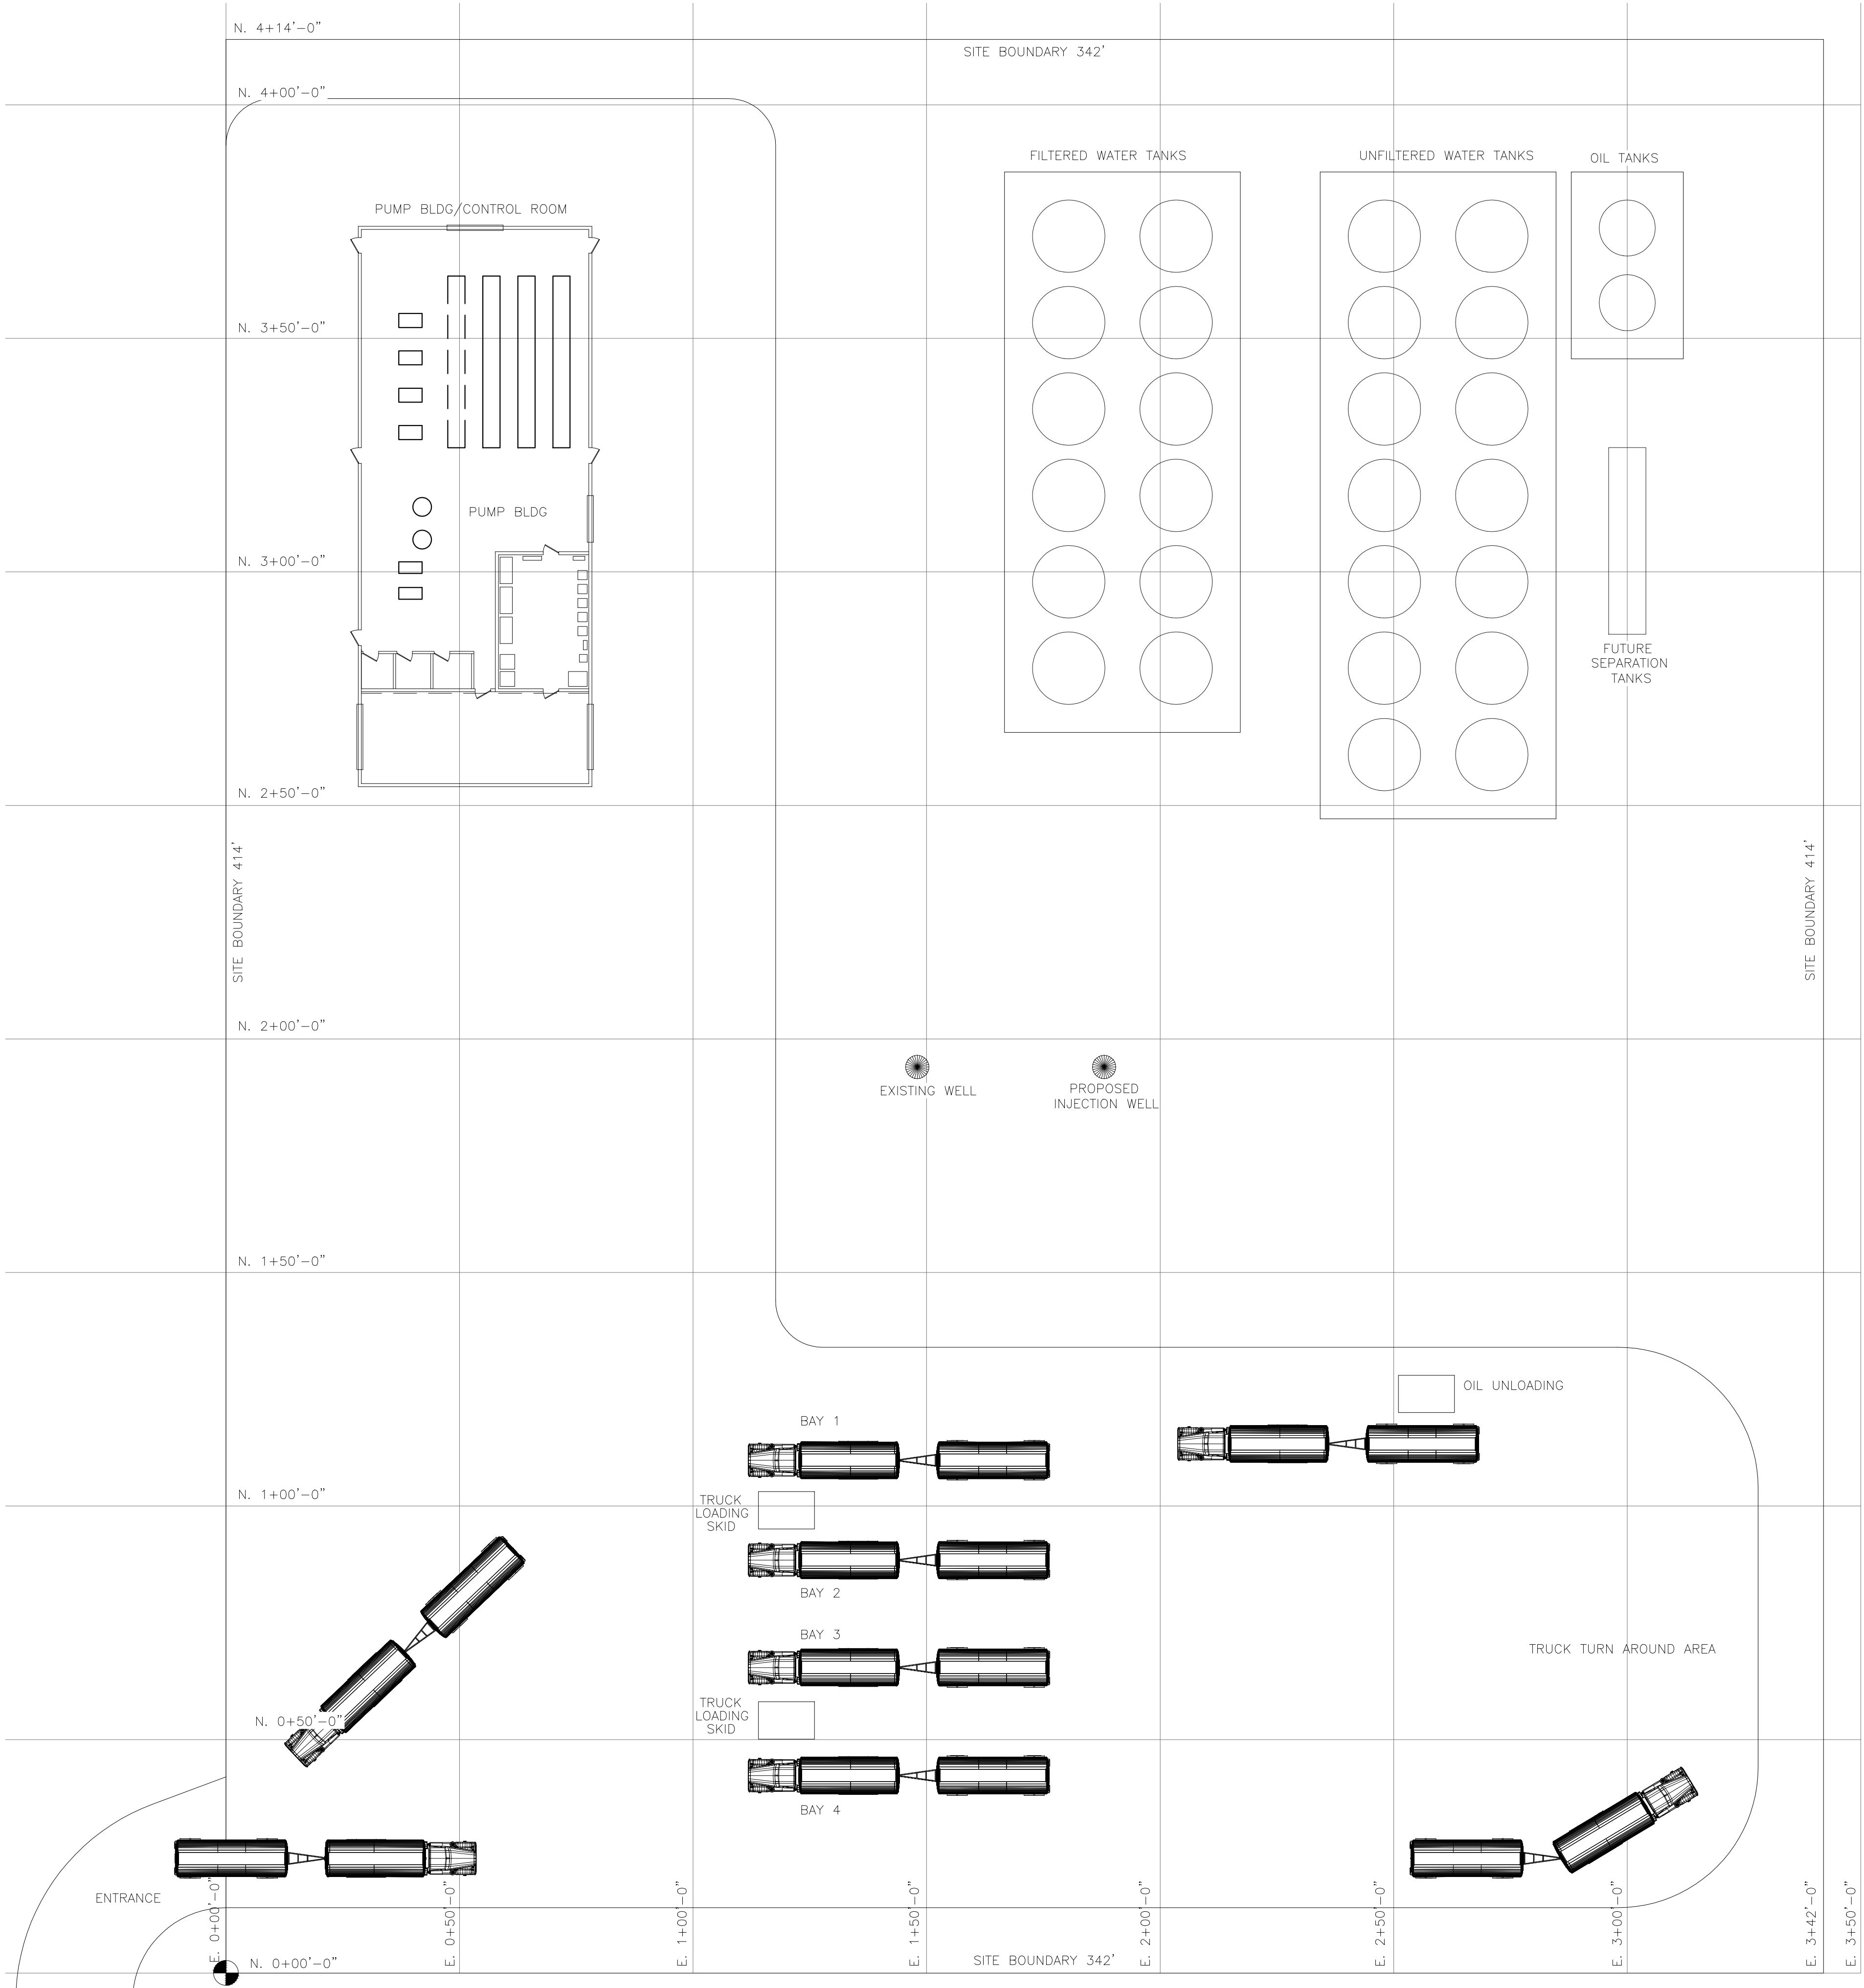 N. 4+14'-0"
SITE BOUNDARY 342'
N. 4+00'-0"
FILTERED WATER TANKS
UNFILTERED WATER TANKS
OIL TANKS
PUMP BLDG/CONTROL ROOM
N. 3+50'-0"
PUMP BLDG
N. 3+00'-0"
FUTURE
SEPARATION
TANKS
N. 2+50'-0"
SITE BOUNDARY 414'
SITE BOUNDARY 414'
N. 2+00'-0"
EXISTING WELL
PROPOSED
INJECTION WELL
N. 1+50'-0"
OIL UNLOADING
BAY 1
N. 1+00'-0"
TRUCK
LOADING
SKID
BAY 2
BAY 3
TRUCK TURN AROUND AREA
TRUCK
LOADING
SKID
N. 0+50'-0"
BAY 4
ENTRANCE
E. 0+00'-0"
E. 0+50'-0"
E. 1+00'-0"
E. 1+50'-0"
E. 2+00'-0"
E. 2+50'-0"
E. 3+00'-0"
E. 3+42'-0"
E. 3+50'-0"
N. 0+00'-0"
SITE BOUNDARY 342'